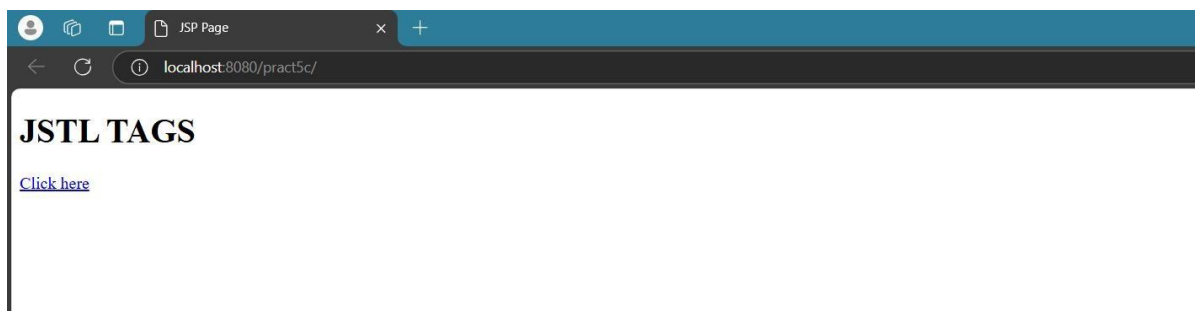 JSP Page
localhost:8080/pract5c/
JSTL TAGS
Click here